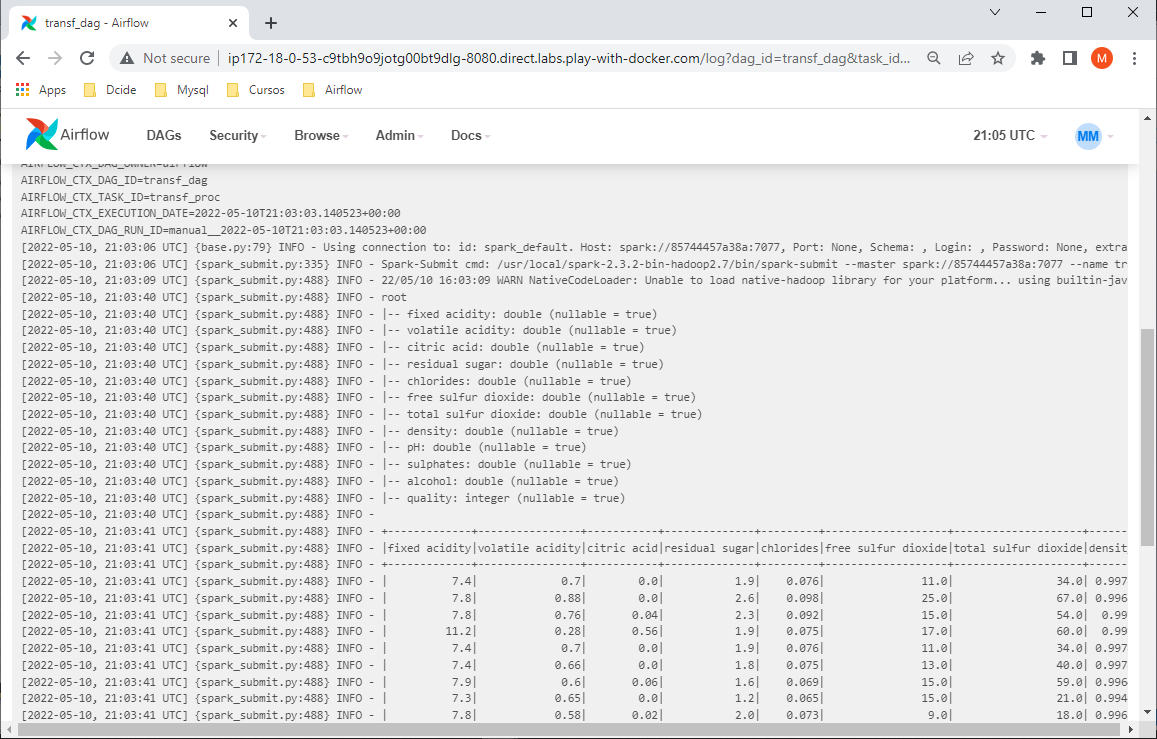 transf_dag - Airflow
Not secure ip172-18-0-53-c9tbh9o9jotg00bt9dlg-8080.direct.labs.play-with-docker.com/log?dag_id=transf_dag&task_id... M
Apps Dcide Mysql Cursos Airflow
Airflow DAGs Security Browse Admin Docs 21:05 UTC MM
AIRFLOW_CTX_DAG_OWNER=airflow
AIRFLOW_CTX_DAG_ID=transf_dag
AIRFLOW_CTX_TASK_ID=transf_proc
AIRFLOW_CTX_EXECUTION_DATE=2022-05-10T21:03:03.140523+00:00
AIRFLOW_CTX_DAG_RUN_ID=manual__2022-05-10T21:03:03.140523+00:00
[2022-05-10, 21:03:06 UTC] {base.py:79} INFO - Using connection to: id: spark_default. Host: spark://85744457a38a:7077, Port: None, Schema: , Login: , Password: None, extra
[2022-05-10, 21:03:06 UTC] {spark_submit.py:335} INFO - Spark-Submit cmd: /usr/local/spark-2.3.2-bin-hadoop2.7/bin/spark-submit --master spark://85744457a38a:7077 --name tr
[2022-05-10, 21:03:09 UTC] {spark_submit.py:488} INFO - 22/05/10 16:03:09 WARN NativeCodeLoader: Unable to load native-hadoop library for your platform... using builtin-jav
[2022-05-10, 21:03:40 UTC] {spark_submit.py:488} INFO - root
[2022-05-10, 21:03:40 UTC] {spark_submit.py:488} INFO - |-- fixed acidity: double (nullable = true)
[2022-05-10, 21:03:40 UTC] {spark_submit.py:488} INFO - |-- volatile acidity: double (nullable = true)
[2022-05-10, 21:03:40 UTC] {spark_submit.py:488} INFO - |-- citric acid: double (nullable = true)
[2022-05-10, 21:03:40 UTC] {spark_submit.py:488} INFO - |-- residual sugar: double (nullable = true)
[2022-05-10, 21:03:40 UTC] {spark_submit.py:488} INFO - |-- chlorides: double (nullable = true)
[2022-05-10, 21:03:40 UTC] {spark_submit.py:488} INFO - |-- free sulfur dioxide: double (nullable = true)
[2022-05-10, 21:03:40 UTC] {spark_submit.py:488} INFO - |-- total sulfur dioxide: double (nullable = true)
[2022-05-10, 21:03:40 UTC] {spark_submit.py:488} INFO - |-- density: double (nullable = true)
[2022-05-10, 21:03:40 UTC] {spark_submit.py:488} INFO - |-- pH: double (nullable = true)
[2022-05-10, 21:03:40 UTC] {spark_submit.py:488} INFO - |-- sulphates: double (nullable = true)
[2022-05-10, 21:03:40 UTC] {spark_submit.py:488} INFO - |-- alcohol: double (nullable = true)
[2022-05-10, 21:03:40 UTC] {spark_submit.py:488} INFO - |-- quality: integer (nullable = true)
[2022-05-10, 21:03:40 UTC] {spark_submit.py:488} INFO -
[2022-05-10, 21:03:41 UTC] {spark_submit.py:488} INFO - +-------------+----------------+-----------+--------------+---------+-------------------+--------------------+------
[2022-05-10, 21:03:41 UTC] {spark_submit.py:488} INFO - |fixed acidity|volatile acidity|citric acid|residual sugar|chlorides|free sulfur dioxide|total sulfur dioxide|densit
[2022-05-10, 21:03:41 UTC] {spark_submit.py:488} INFO - +-------------+----------------+-----------+--------------+---------+-------------------+--------------------+------
[2022-05-10, 21:03:41 UTC] {spark_submit.py:488} INFO - | 7.4| 0.7| 0.0| 1.9| 0.076| 11.0| 34.0| 0.997
[2022-05-10, 21:03:41 UTC] {spark_submit.py:488} INFO - | 7.8| 0.88| 0.0| 2.6| 0.098| 25.0| 67.0| 0.996
[2022-05-10, 21:03:41 UTC] {spark_submit.py:488} INFO - | 7.8| 0.76| 0.04| 2.3| 0.092| 15.0| 54.0| 0.99
[2022-05-10, 21:03:41 UTC] {spark_submit.py:488} INFO - | 11.2| 0.28| 0.56| 1.9| 0.075| 17.0| 60.0| 0.99
[2022-05-10, 21:03:41 UTC] {spark_submit.py:488} INFO - | 7.4| 0.7| 0.0| 1.9| 0.076| 11.0| 34.0| 0.997
[2022-05-10, 21:03:41 UTC] {spark_submit.py:488} INFO - | 7.4| 0.66| 0.0| 1.8| 0.075| 13.0| 40.0| 0.997
[2022-05-10, 21:03:41 UTC] {spark_submit.py:488} INFO - | 7.9| 0.6| 0.06| 1.6| 0.069| 15.0| 59.0| 0.996
[2022-05-10, 21:03:41 UTC] {spark_submit.py:488} INFO - | 7.3| 0.65| 0.0| 1.2| 0.065| 15.0| 21.0| 0.994
[2022-05-10, 21:03:41 UTC] {spark_submit.py:488} INFO - | 7.8| 0.58| 0.02| 2.0| 0.073| 9.0| 18.0| 0.996